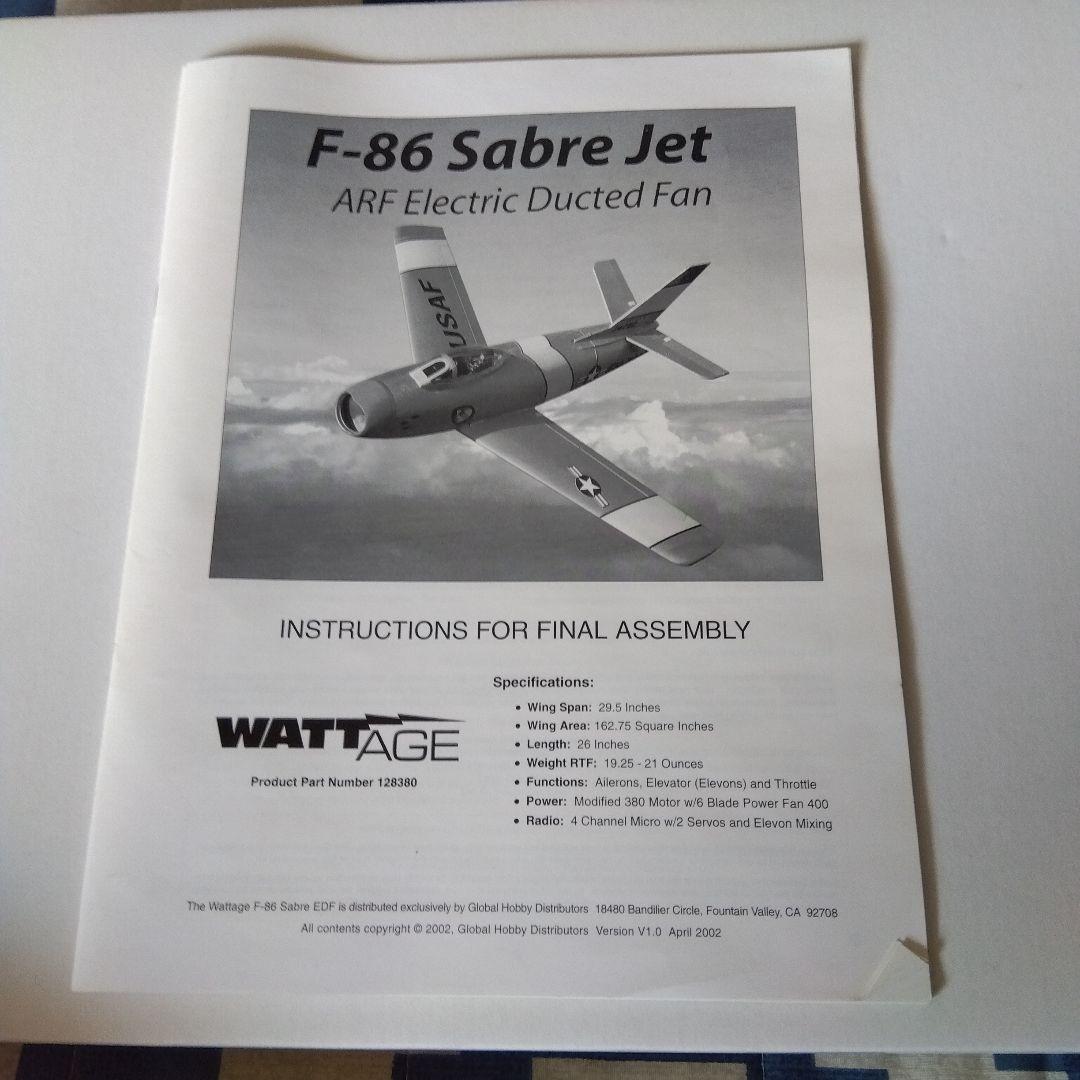 F-86 Sabre Jet
ARF Electric Ducted Fan
USAF
INSTRUCTIONS FOR FINAL ASSEMBLY
Specifications:
• Wing Span: 29.5 Inches
• Wing Area: 162.75 Square Inches
• Length: 26 Inches
• Weight RTF: 19.25 - 21 Ounces
• Functions: Ailerons, Elevator (Elevons) and Throttle
• Power: Modified 380 Motor w/6 Blade Power Fan 400
• Radio: 4 Channel Micro w/2 Servos and Elevon Mixing
WATTAGE
Product Part Number 128380
The Wattage F-86 Sabre EDF is distributed exclusively by Global Hobby Distributors 18480 Bandilier Circle, Fountain Valley, CA 92708
All contents copyright © 2002, Global Hobby Distributors Version V1.0 April 2002